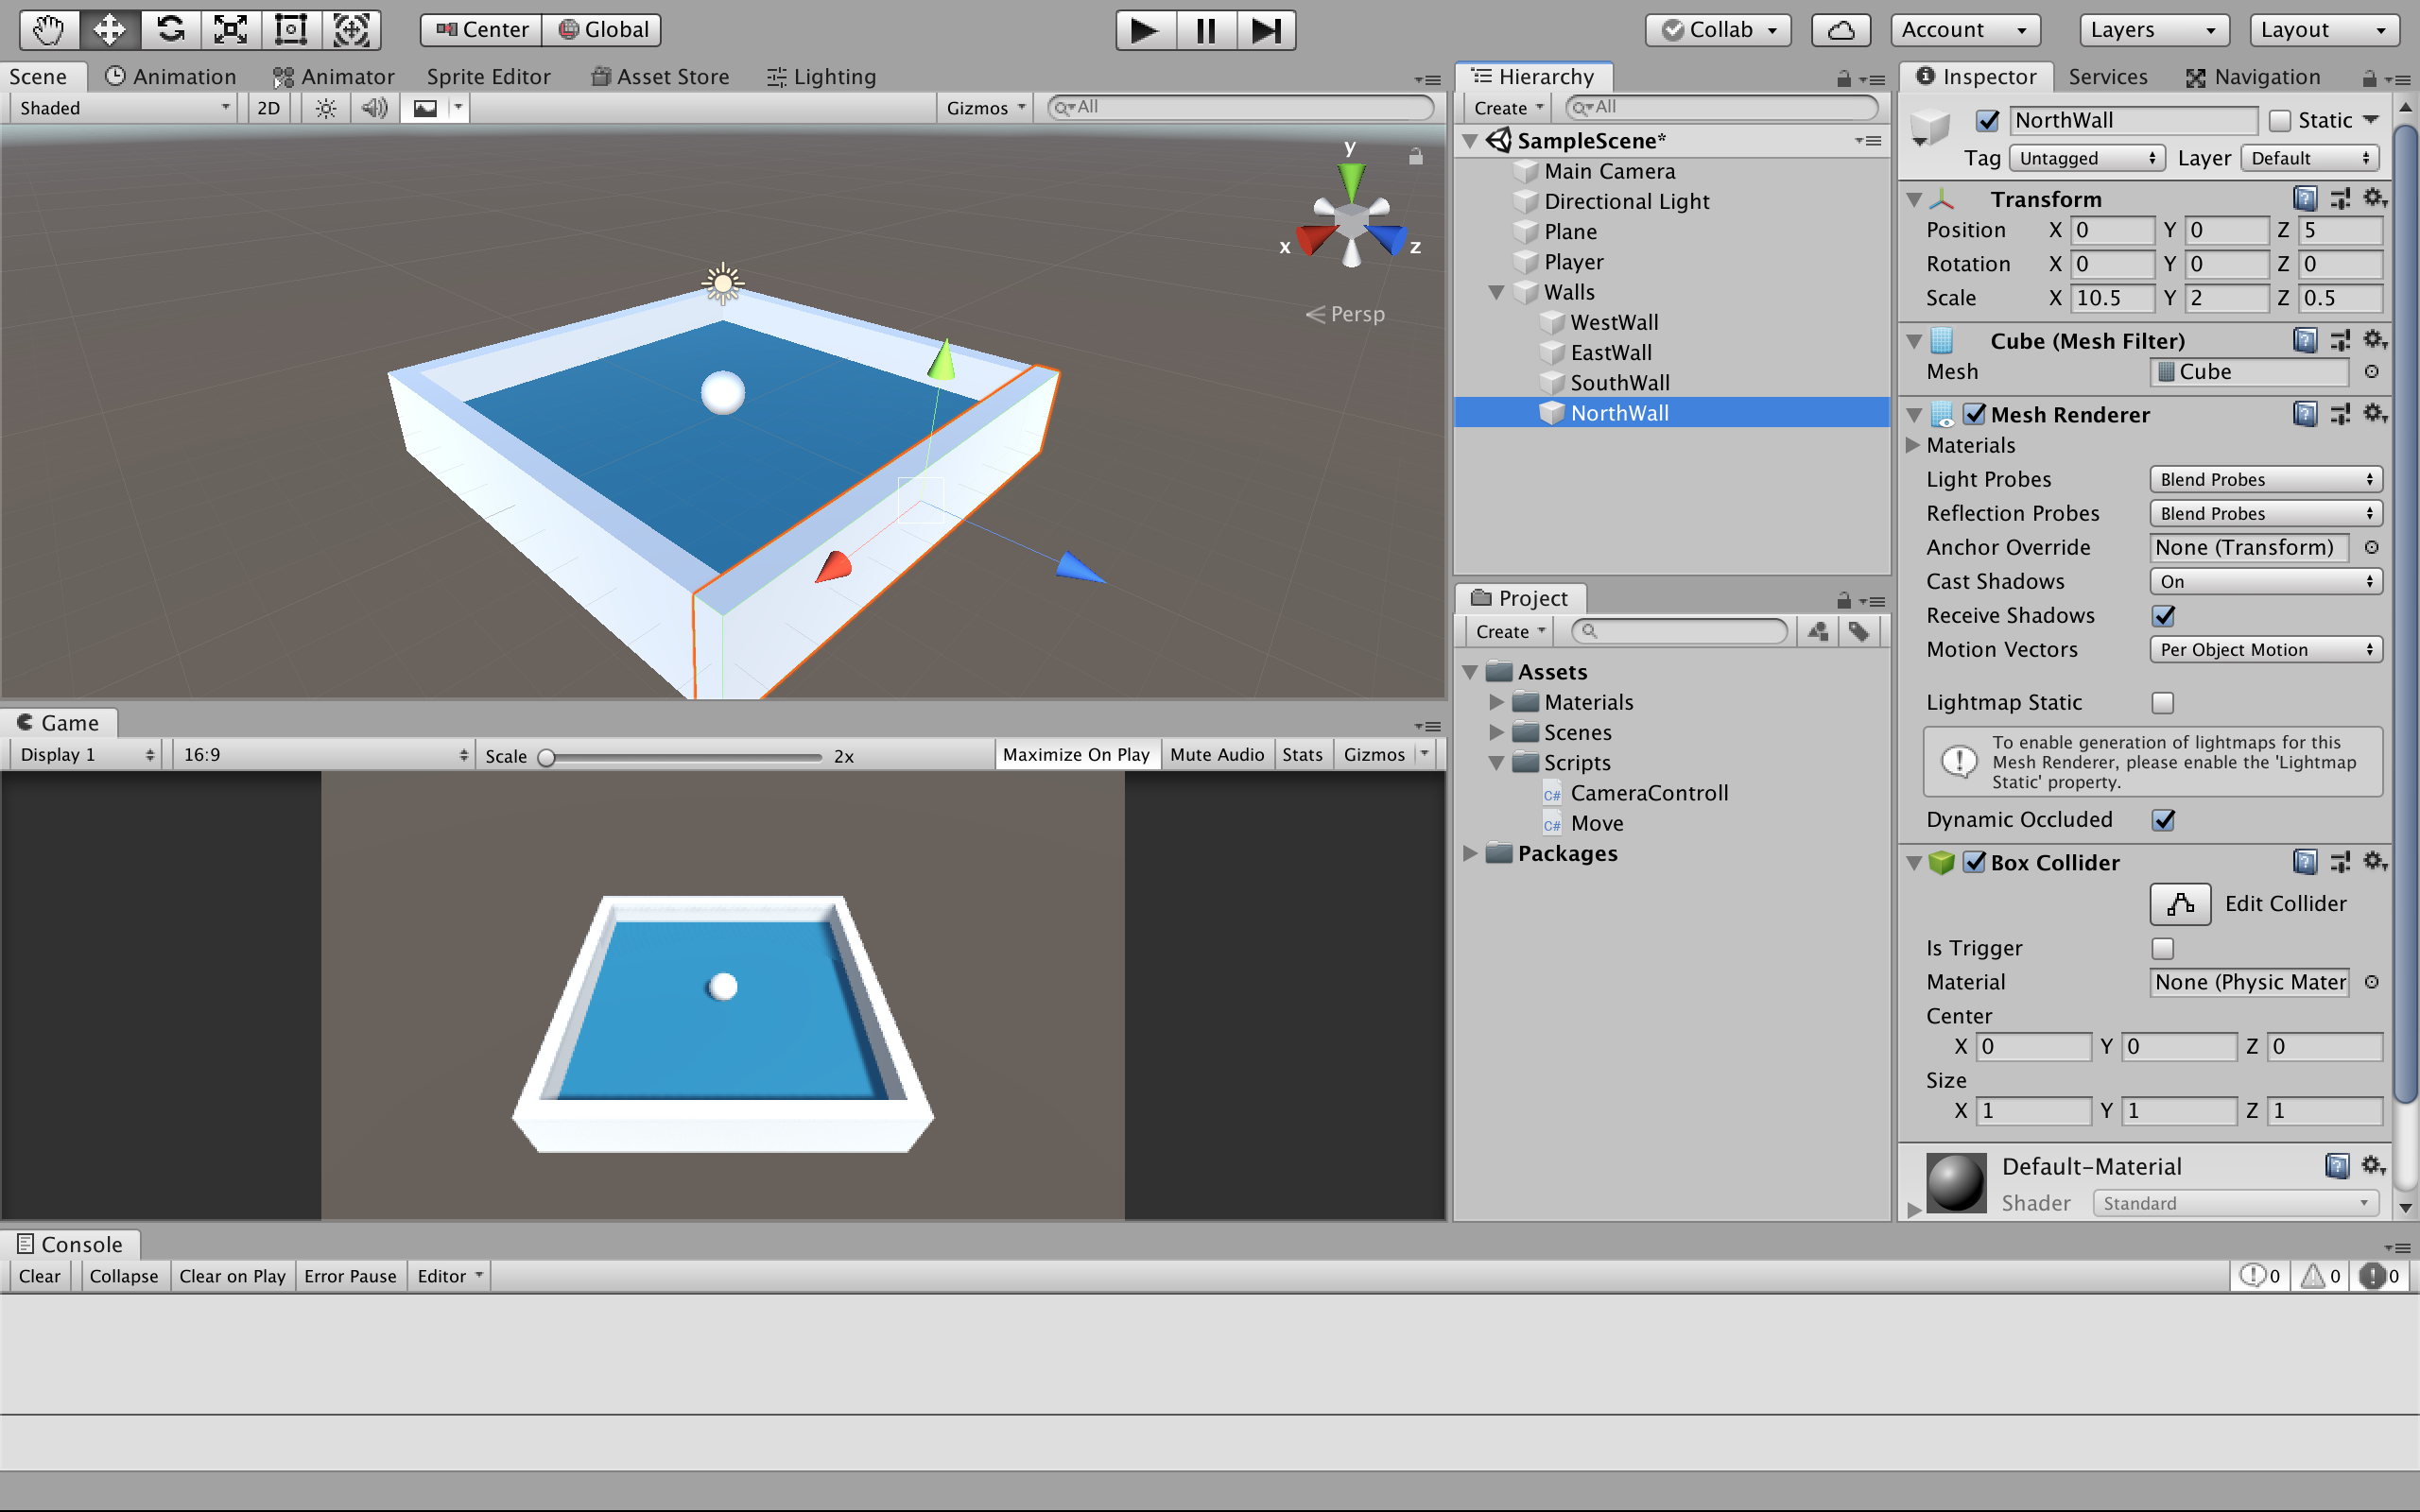 Center Global
Collab Account Layers Layout
Scene Animation Animator Sprite Editor Asset Store Lighting
Shaded 2D Gizmos All
y
x z
Persp
Game
Display 1 16:9 Scale 2x Maximize On Play Mute Audio Stats Gizmos
Hierarchy
Create All
SampleScene*
Main Camera
Directional Light
Plane
Player
Walls
WestWall
EastWall
SouthWall
NorthWall
Project
Create
Assets
Materials
Scenes
Scripts
C# CameraControll
C# Move
Packages
Inspector Services Navigation
NorthWall Static
Tag Untagged Layer Default
Transform
Position X 0 Y 0 Z 5
Rotation X 0 Y 0 Z 0
Scale X 10.5 Y 2 Z 0.5
Cube (Mesh Filter)
Mesh Cube
Mesh Renderer
Materials
Light Probes Blend Probes
Reflection Probes Blend Probes
Anchor Override None (Transform)
Cast Shadows On
Receive Shadows
Motion Vectors Per Object Motion
Lightmap Static
To enable generation of lightmaps for this
Mesh Renderer, please enable the 'Lightmap
Static' property.
Dynamic Occluded
Box Collider
Edit Collider
Is Trigger
Material None (Physic Mater
Center
X 0 Y 0 Z 0
Size
X 1 Y 1 Z 1
Default-Material
Shader Standard
Console
Clear Collapse Clear on Play Error Pause Editor 0 0 0